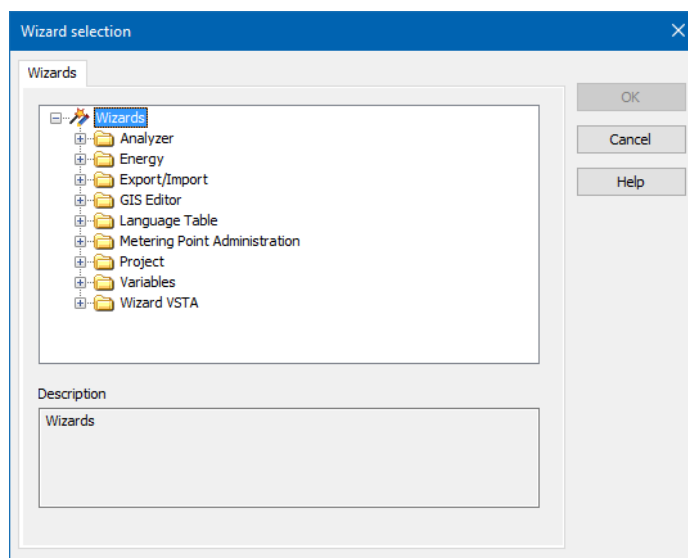 Wizard selection
Wizards
Wizards
Analyzer
Energy
Export/Import
GIS Editor
Language Table
Metering Point Administration
Project
Variables
Wizard VSTA
OK
Cancel
Help
Description
Wizards